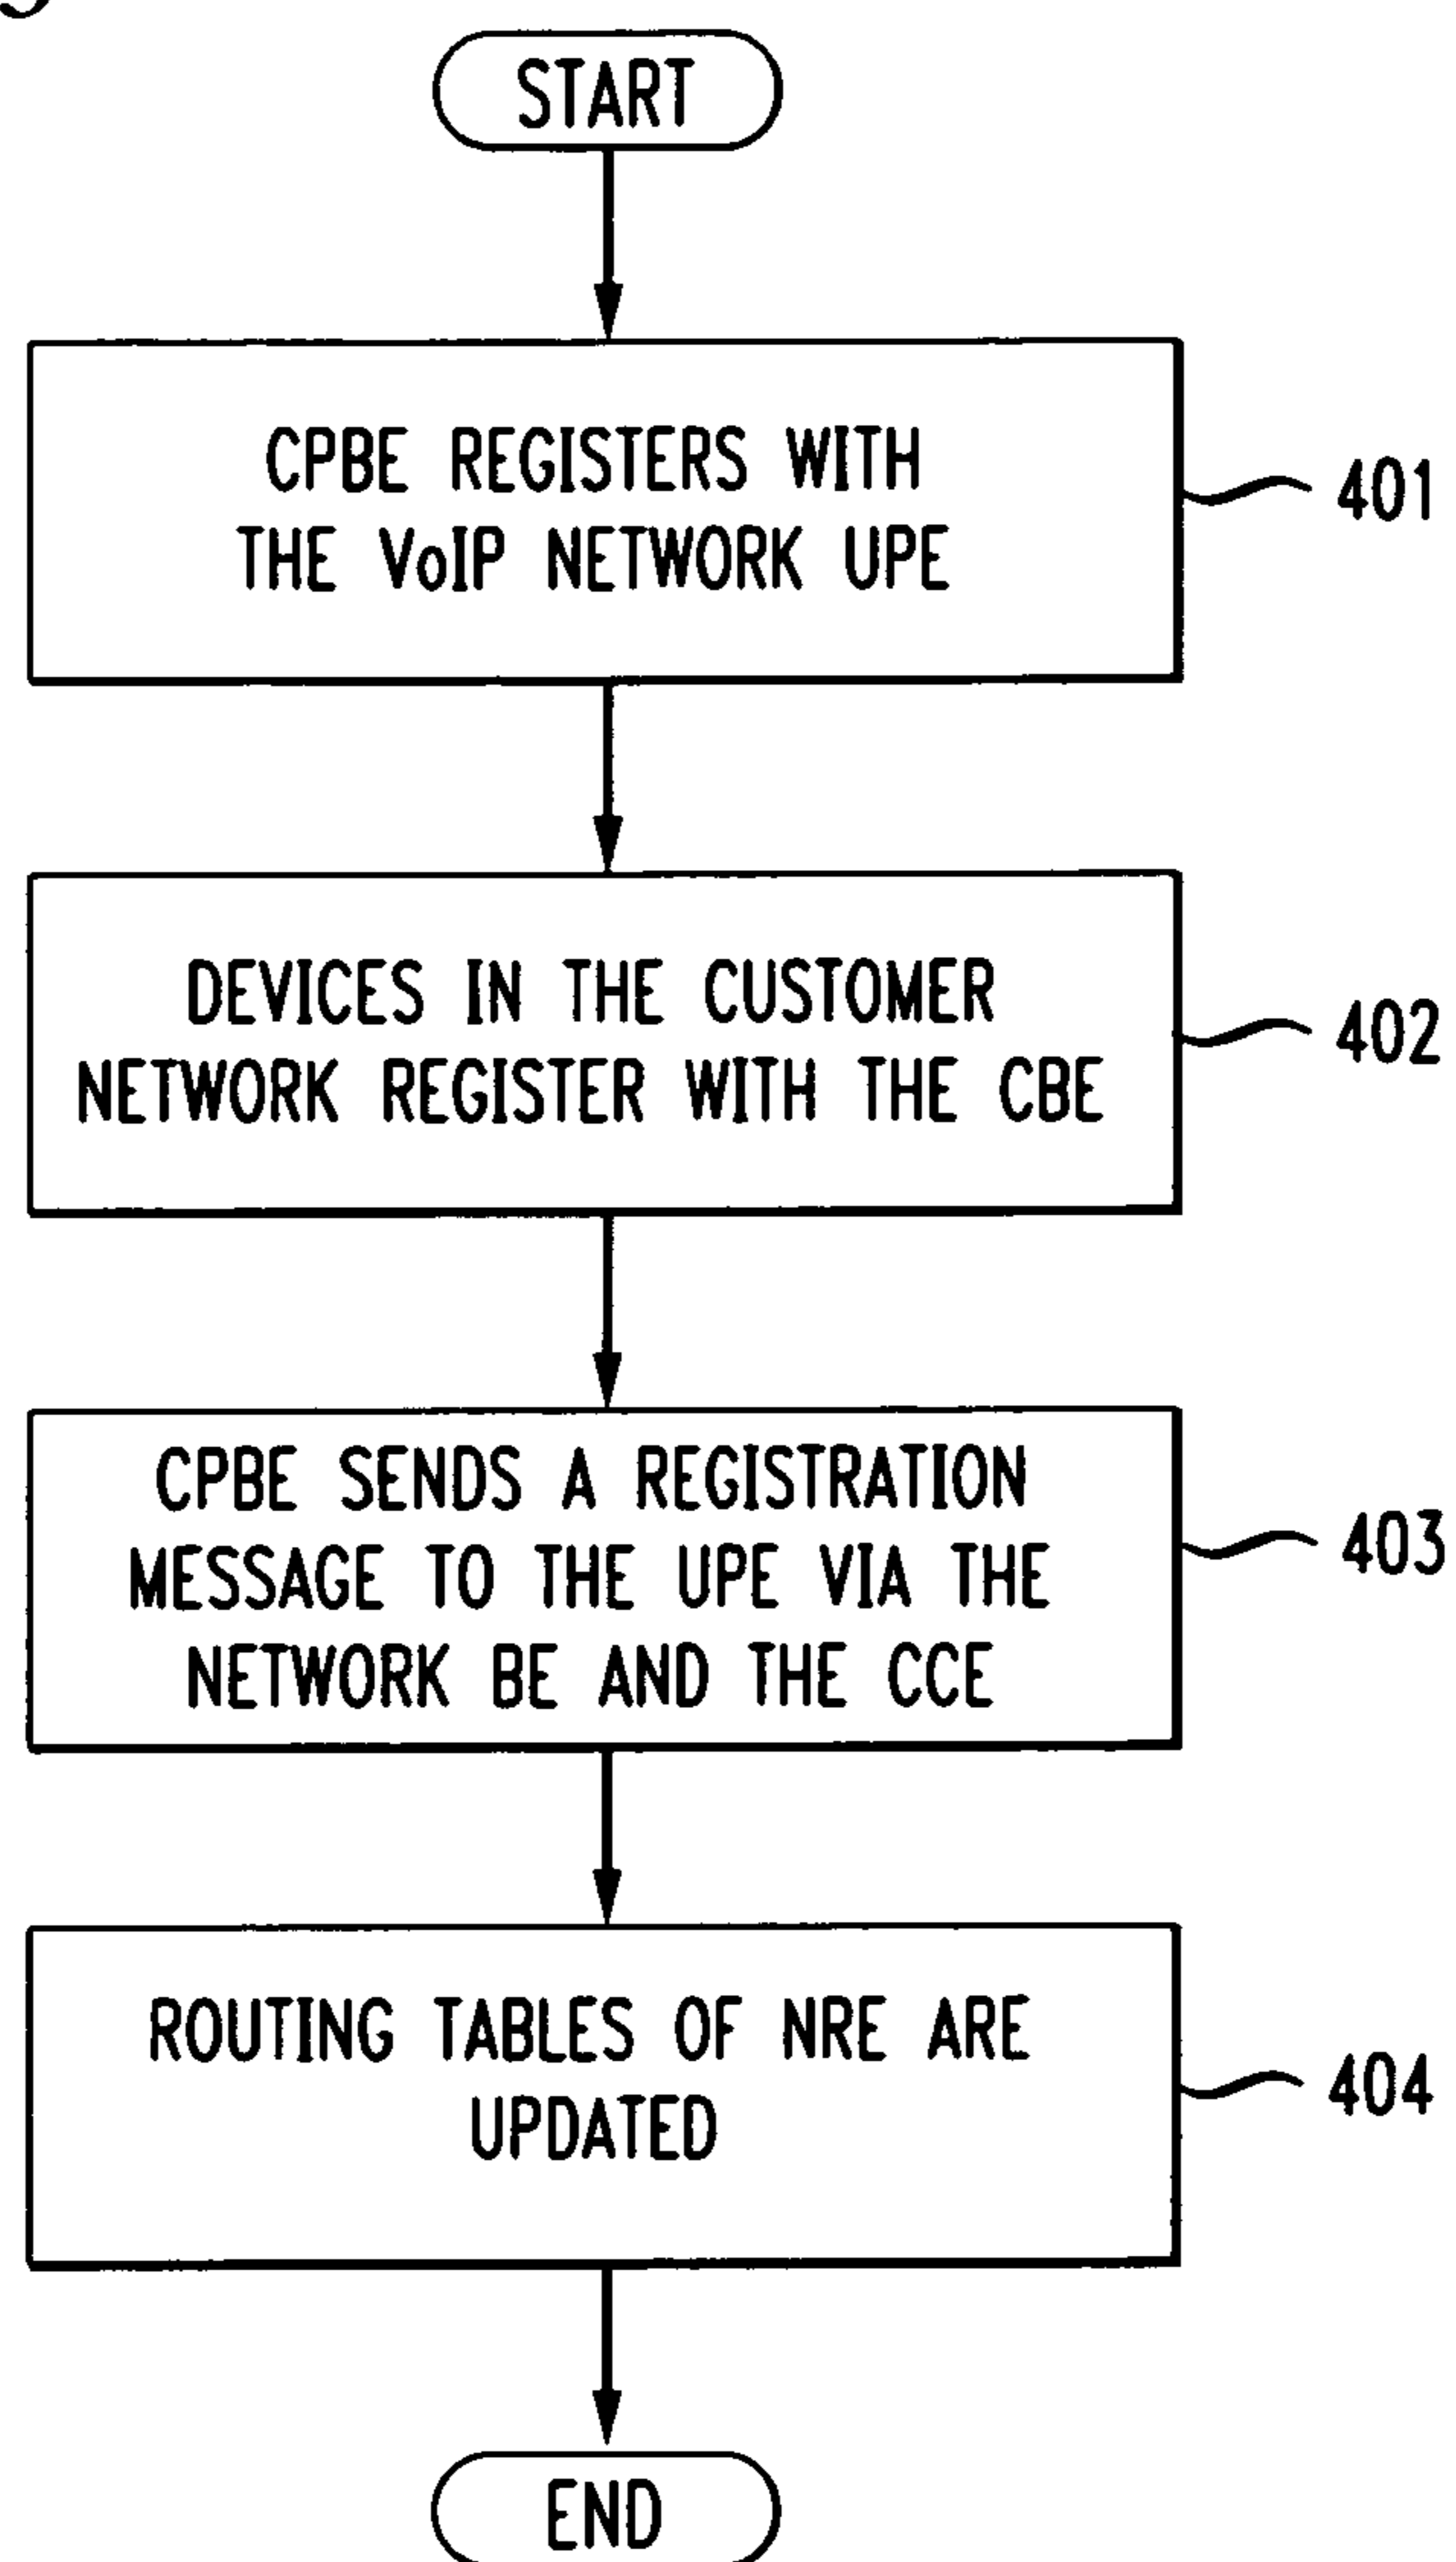 START
CPBE REGISTERS WITH
THE VoIP NETWORK UPE
401
DEVICES IN THE CUSTOMER
NETWORK REGISTER WITH THE CBE
402
CPBE SENDS A REGISTRATION
MESSAGE TO THE UPE VIA THE
NETWORK BE AND THE CCE
403
ROUTING TABLES OF NRE ARE
UPDATED
404
END